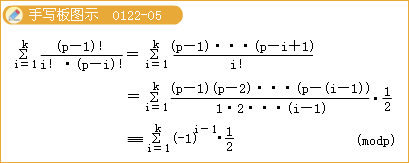 手写板图示 0122-05
k∑i=1 (p-1)!/(i!·(p-i)!) = k∑i=1 (p-1)···(p-i+1)/i!
= k∑i=1 (p-1)(p-2)···(p-(i-1))/(1·2···(i-1)) · 1/2
≡ k∑i=1 (-1)^{i-1}·1/2 (modp)